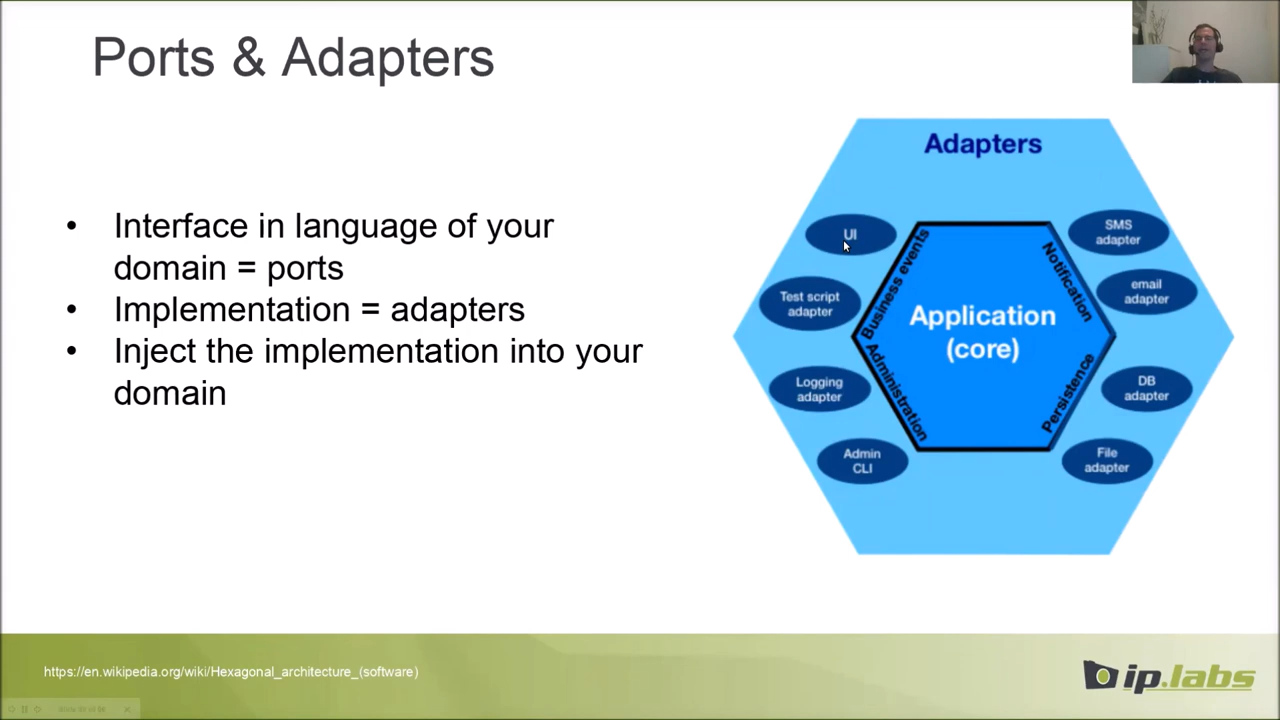 Ports & Adapters
Interface in language of your
domain = ports
Implementation = adapters
Inject the implementation into your
domain
Adapters
UI
Test script
adapter
Logging
adapter
Admin
CLI
Business events
Administration
Application
(core)
Notification
Persistence
SMS
adapter
email
adapter
DB
adapter
File
adapter
https://en.wikipedia.org/wiki/Hexagonal_architecture_(software)
ip.labs